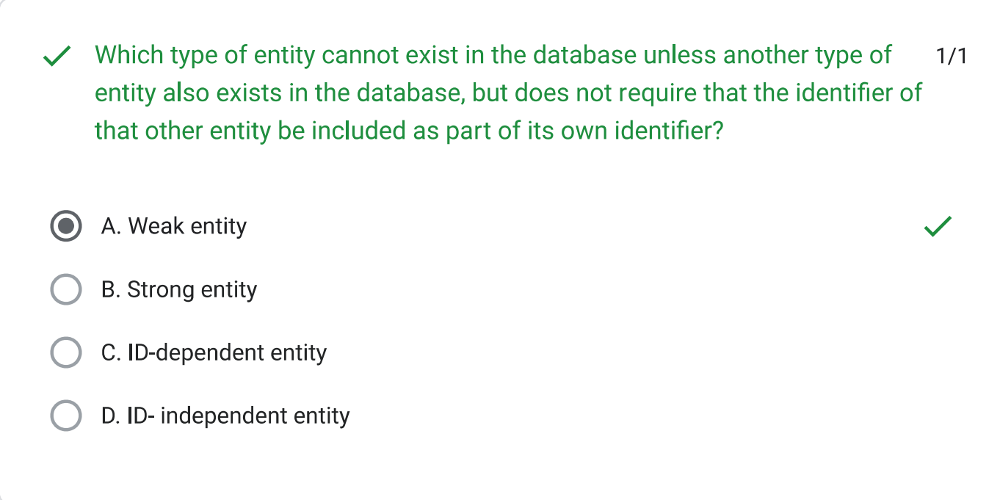 Which type of entity cannot exist in the database unless another type of 1/1
entity also exists in the database, but does not require that the identifier of
that other entity be included as part of its own identifier?
A. Weak entity
B. Strong entity
C. ID-dependent entity
D. ID- independent entity